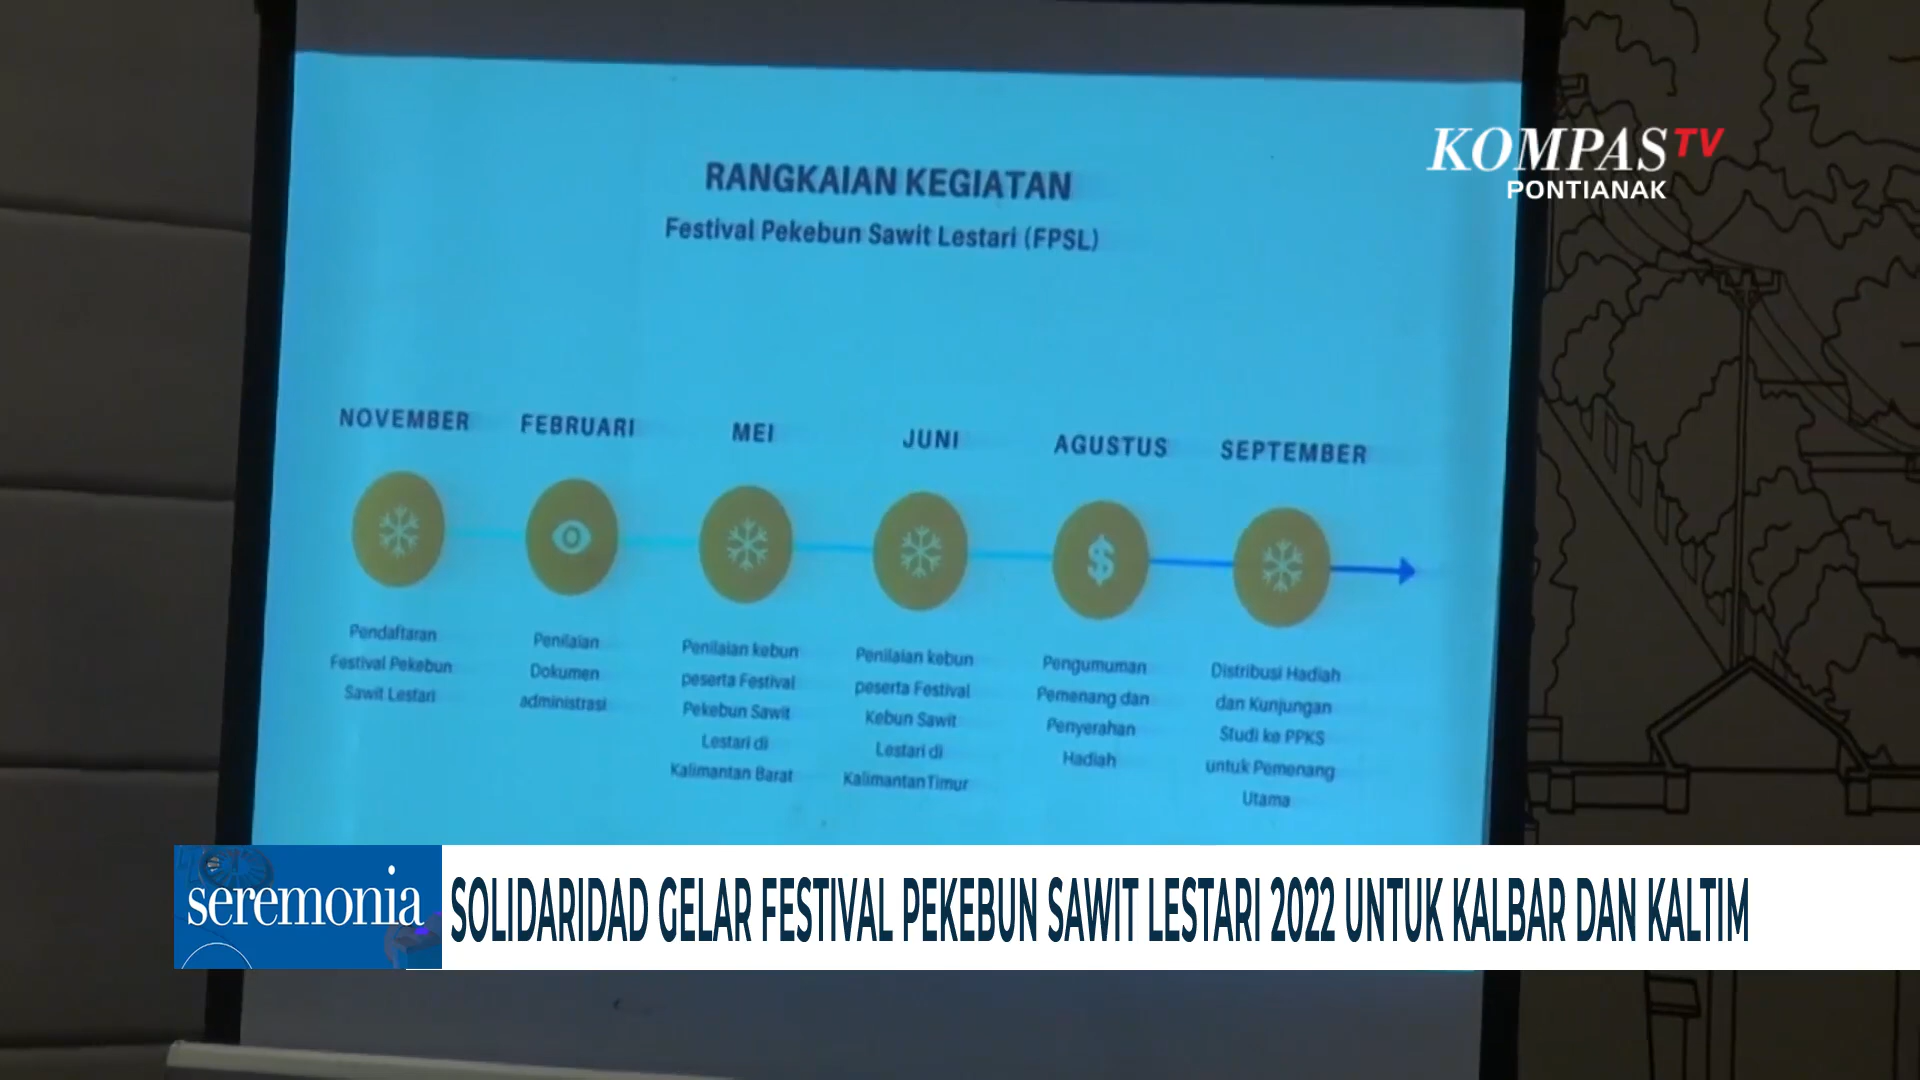 KOMPAS TV
PONTIANAK
RANGKAIAN KEGIATAN
Festival Pekebun Sawit Lestari (FPSL)
NOVEMBER
Pendaftaran
Festival Pekebun
Sawit Lestari
FEBRUARI
Penilaian
Dokumen
administrasi
MEI
Penilaian kebun
peserta Festival
Pekebun Sawit
Lestari di
Kalimantan Barat
JUNI
Penilaian kebun
peserta Festival
Kebun Sawit
Lestari di
Kalimantan Timur
AGUSTUS
$
Pengumuman
Pemenang dan
Penyerahan
Hadiah
SEPTEMBER
Distribusi Hadiah
dan Kunjungan
Studi ke PPKS
untuk Pemenang
Utama
seremonia
SOLIDARIDAD GELAR FESTIVAL PEKEBUN SAWIT LESTARI 2022 UNTUK KALBAR DAN KALTIM